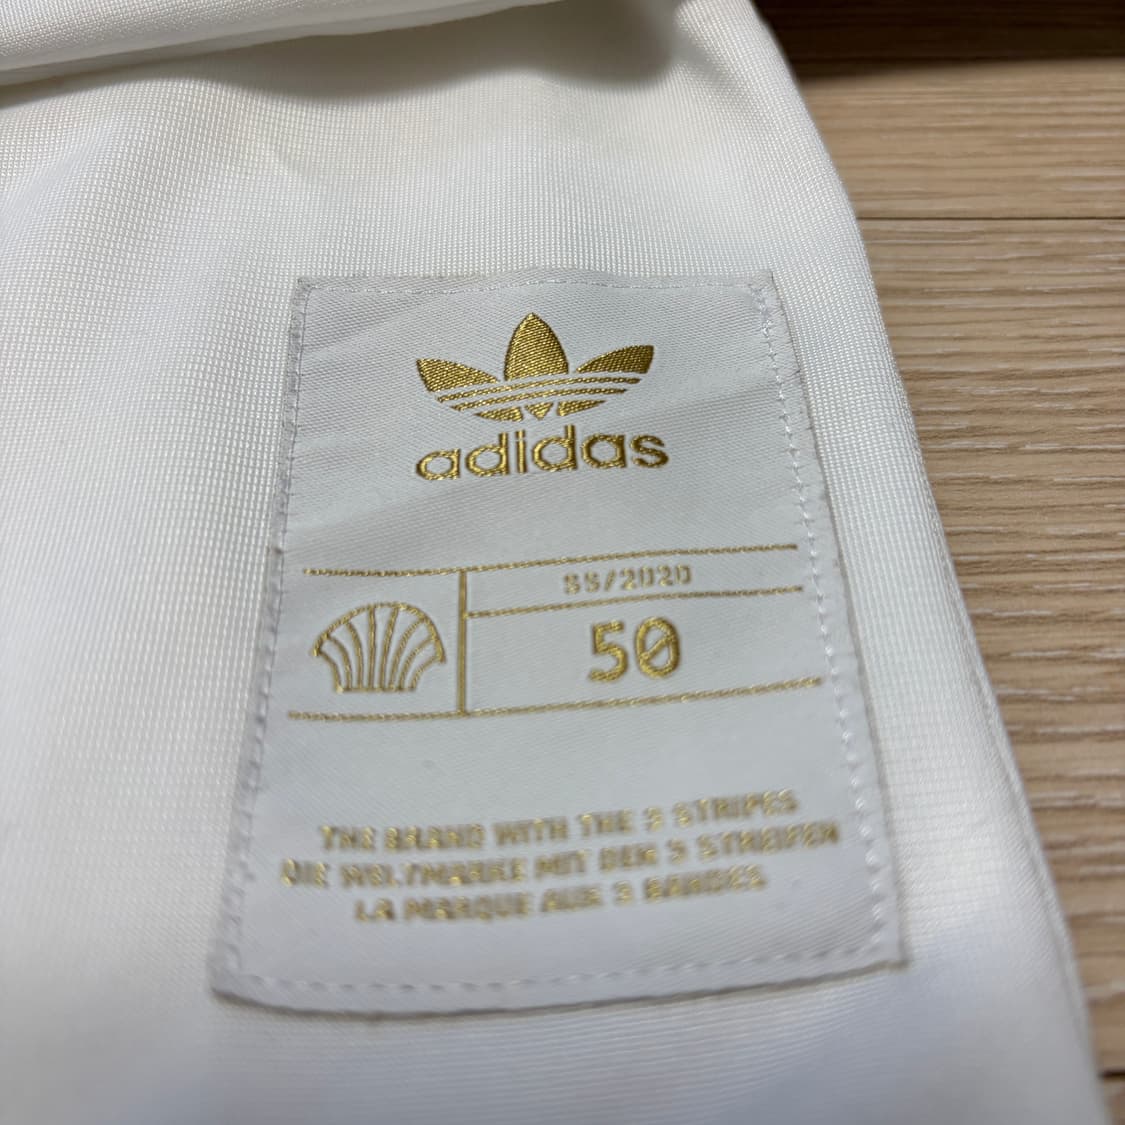 adidas
SS/2020
50
THE BRAND WITH THE 3 STRIPES
DIE WELTMARKE MIT DEN 3 STREIFEN
LA MARQUE AUX 3 BANDES